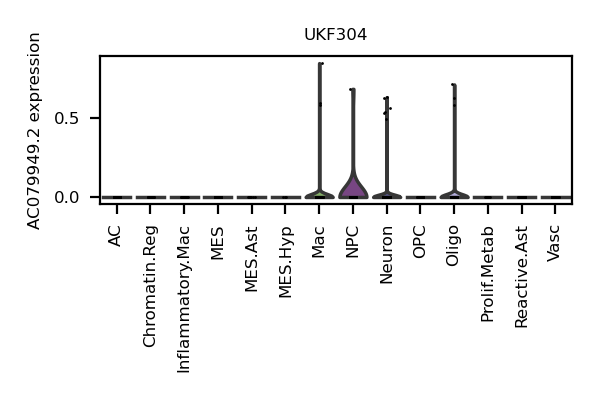 UKF304
AC079949.2 expression
0.5
0.0
AC
Chromatin.Reg
Inflammatory.Mac
MES
MES.Ast
MES.Hyp
Mac
NPC
Neuron
OPC
Oligo
Prolif.Metab
Reactive.Ast
Vasc